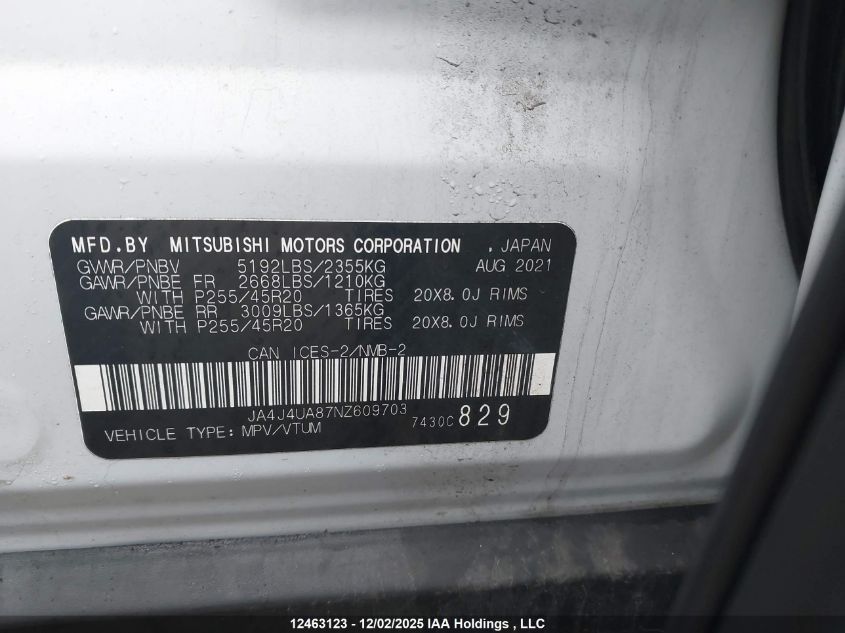 MFD.BY MITSUBISHI MOTORS CORPORATION , JAPAN
GVWR/PNBV 5192LBS/2355KG AUG 2021
GAWR/PNBE FR 2668LBS/1210KG
WITH P255/45R20 TIRES 20X8.0J RIMS
GAWR/PNBE RR 3009LBS/1365KG
WITH P255/45R20 TIRES 20X8.0J RIMS
CAN ICES-2/NMB-2
JA4J4UA87NZ609703
VEHICLE TYPE: MPV/VTUM 7430C 829
12463123 - 12/02/2025 IAA Holdings , LLC